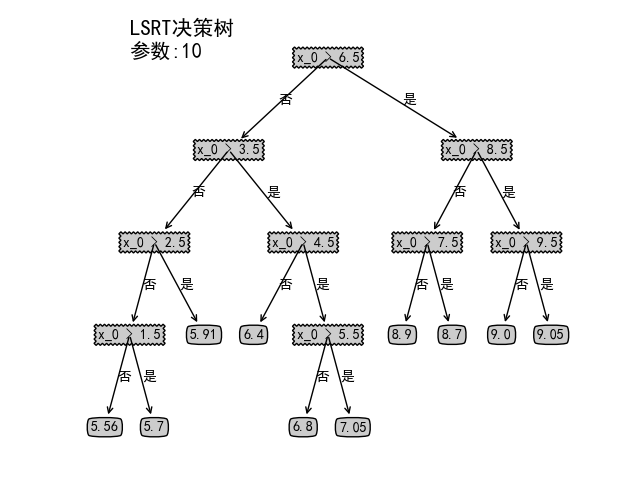 LSRT决策树
参数:10
x_0 > 6.5
否
是
x_0 > 3.5
x_0 > 8.5
否
是
否
是
x_0 > 2.5
x_0 > 4.5
x_0 > 7.5
x_0 > 9.5
否
是
否
是
否
是
否
是
x_0 > 1.5
5.91
6.4
x_0 > 5.5
8.9
8.7
9.0
9.05
否
是
否
是
5.56
5.7
6.8
7.05